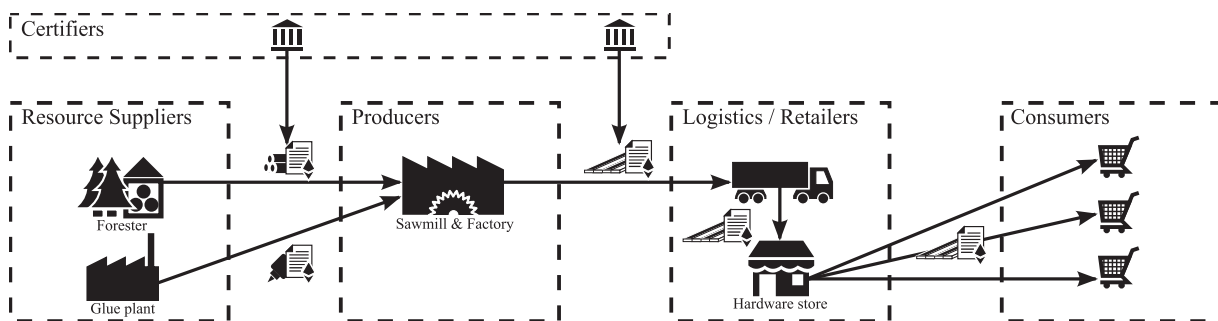 Certifiers
Resource Suppliers
Producers
Logistics / Retailers
Consumers
Forester
Sawmill & Factory
Glue plant
Hardware store